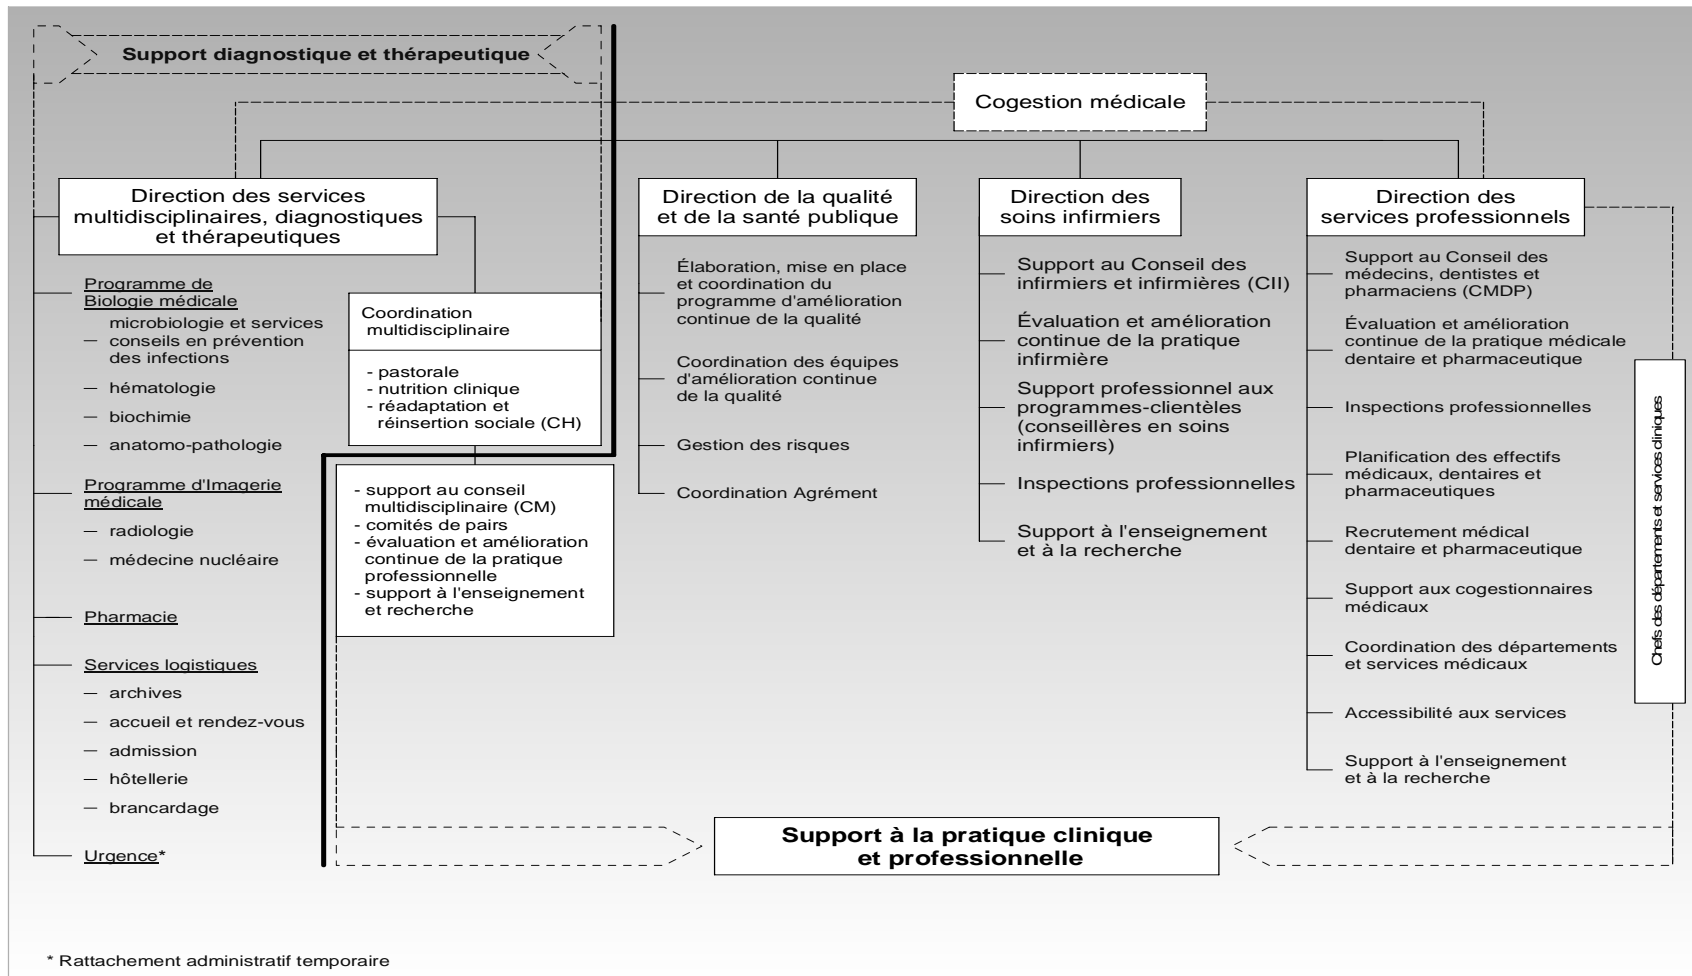 Support diagnostique et thérapeutique
Cogestion médicale
Direction des services
multidisciplinaires, diagnostiques
et thérapeutiques
Programme de
Biologie médicale
microbiologie et services
— conseils en prévention
des infections
— hématologie
— biochimie
— anatomo-pathologie
Programme d'Imagerie
médicale
— radiologie
— médecine nucléaire
Pharmacie
Services logistiques
— archives
— accueil et rendez-vous
— admission
— hôtellerie
— brancardage
Urgence*
Coordination
multidisciplinaire
- pastorale
- nutrition clinique
- réadaptation et
réinsertion sociale (CH)
- support au conseil
multidisciplinaire (CM)
- comités de pairs
- évaluation et amélioration
continue de la pratique
professionnelle
- support à l'enseignement
et recherche
Direction de la qualité
et de la santé publique
Élaboration, mise en place
et coordination du
programme d'amélioration
continue de la qualité
Coordination des équipes
d'amélioration continue
de la qualité
Gestion des risques
Coordination Agrément
Direction des
soins infirmiers
Support au Conseil des
infirmiers et infirmières (CII)
Évaluation et amélioration
continue de la pratique
infirmière
Support professionnel aux
programmes-clientèles
(conseillères en soins
infirmiers)
Inspections professionnelles
Support à l'enseignement
et à la recherche
Direction des
services professionnels
Support au Conseil des
médecins, dentistes et
pharmaciens (CMDP)
Évaluation et amélioration
continue de la pratique médicale
dentaire et pharmaceutique
Inspections professionnelles
Planification des effectifs
médicaux, dentaires et
pharmaceutiques
Recrutement médical
dentaire et pharmaceutique
Support aux cogestionnaires
médicaux
Coordination des départements
et services médicaux
Accessibilité aux services
Support à l'enseignement
et à la recherche
Chefs des départements et services cliniques
Support à la pratique clinique
et professionnelle
* Rattachement administratif temporaire